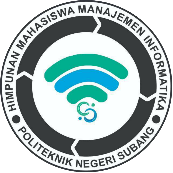 HIMPUNAN MAHASISWA MANAJEMEN INFORMATIKA
POLITEKNIK NEGERI SUBANG